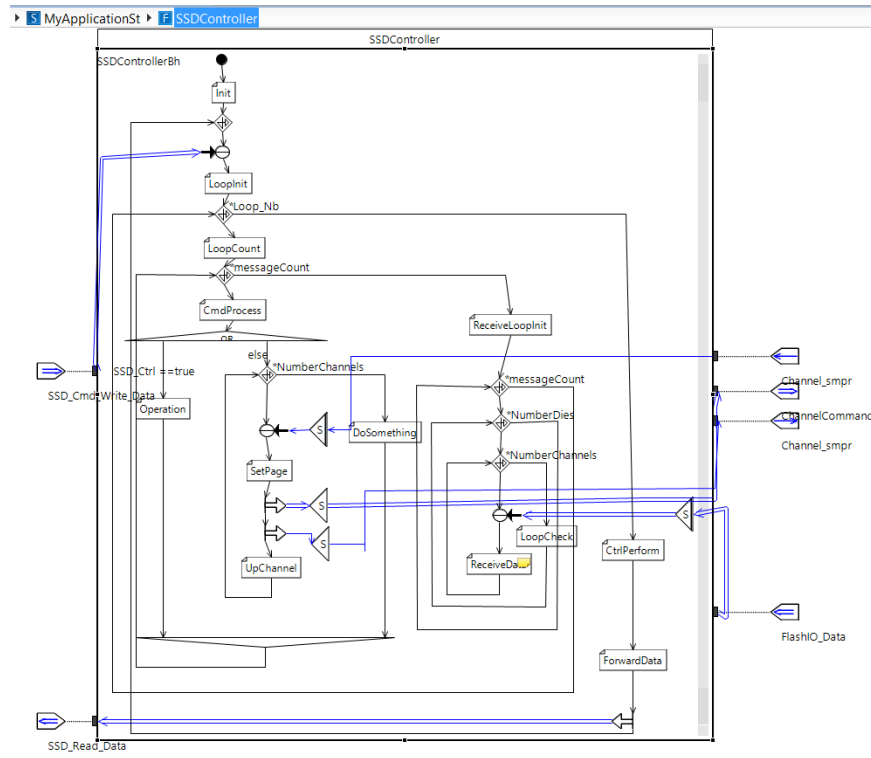 S MyApplicationSt F SSDController
SSDController
SSDControllerBh
Init
LoopInit
*Loop_Nb
LoopCount
*messageCount
CmdProcess
ReceiveLoopInit
OR
else
SSD_Ctrl ==true
*NumberChannels
*messageCount
Channel_smpr
SSD_Cmd_Write_Data
Operation
DoSomething
*NumberDies
ChannelCommand
Channel_smpr
S
*NumberChannels
SetPage
S
S
S
LoopCheck
CtrlPerform
UpChannel
ReceiveData
FlashIO_Data
ForwardData
SSD_Read_Data